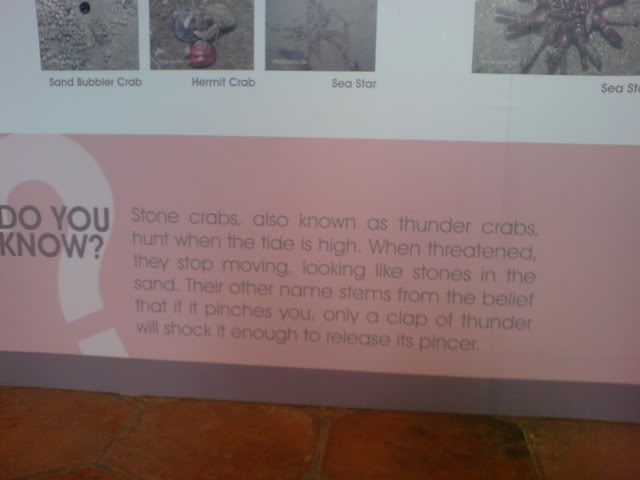 Sand Bubbler Crab
Hermit Crab
Sea Star
DO YOU
KNOW?
Stone crabs, also known as thunder crabs,
hunt when the tide is high. When threatened,
they stop moving, looking like stones in the
sand. Their other name stems from the belief
that if it pinches you, only a clap of thunder
will shock it enough to release its pincer.